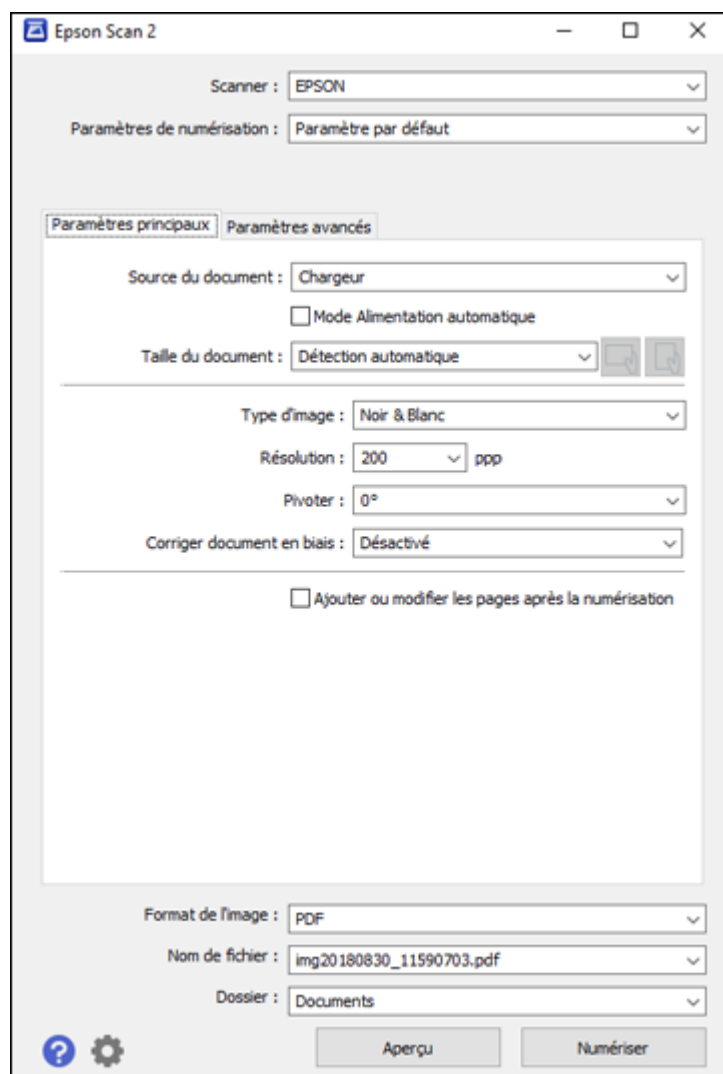 Epson Scan 2
Scanner : EPSON
Paramètres de numérisation : Paramètre par défaut
Paramètres principaux Paramètres avancés
Source du document : Chargeur
Mode Alimentation automatique
Taille du document : Détection automatique
Type d'image : Noir & Blanc
Résolution : 200 ppp
Pivoter : 0°
Corriger document en biais : Désactivé
Ajouter ou modifier les pages après la numérisation
Format de l'image : PDF
Nom de fichier : img20180830_11590703.pdf
Dossier : Documents
? Aperçu Numériser